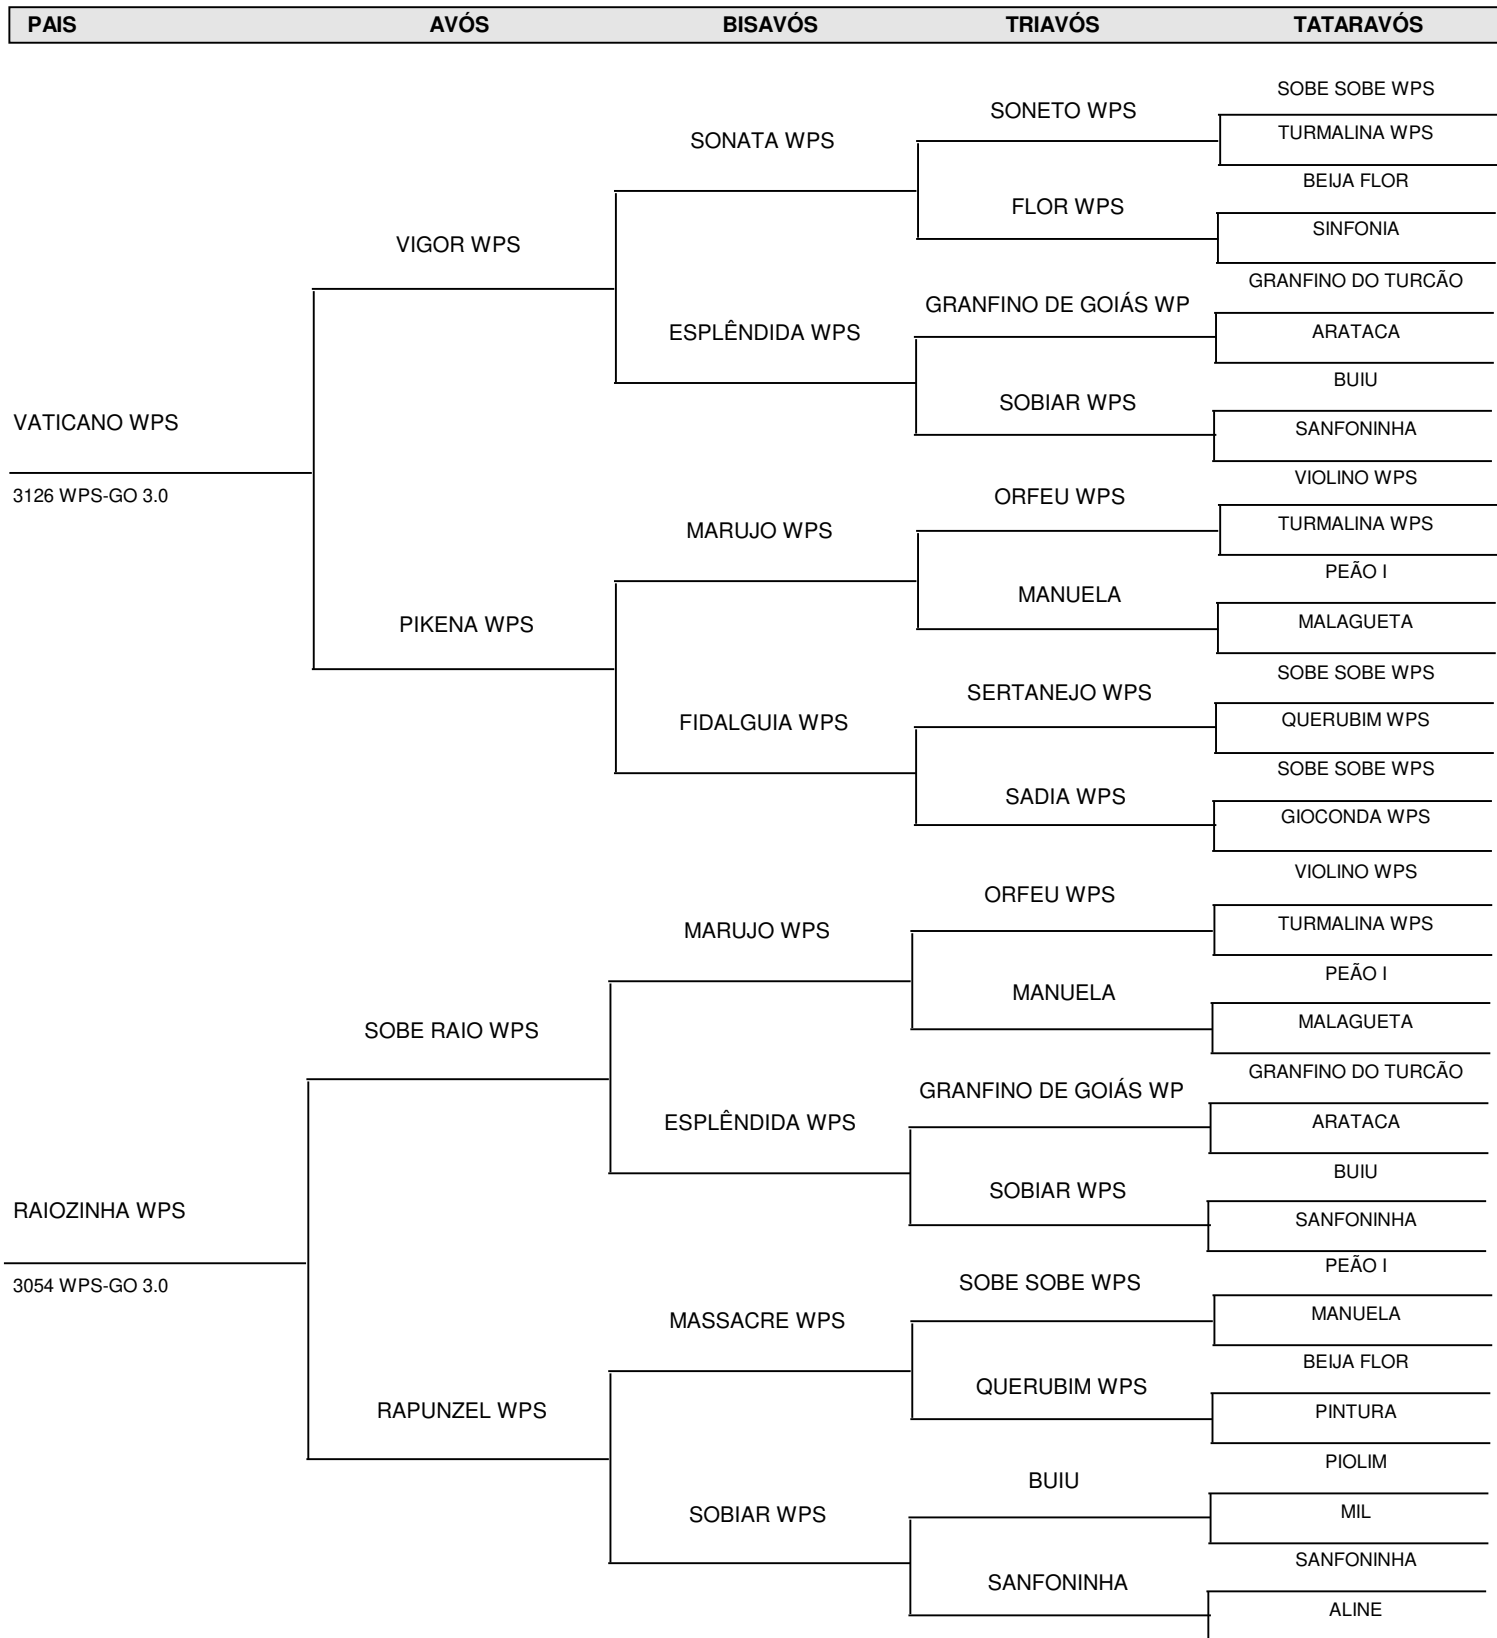 PAIS AVÓS BISAVÓS TRIAVÓS TATARAVÓS
SOBE SOBE WPS
SONETO WPS
TURMALINA WPS
SONATA WPS
BEIJA FLOR
FLOR WPS
SINFONIA
VIGOR WPS
GRANFINO DO TURCÃO
GRANFINO DE GOIÁS WP
ARATACA
ESPLÊNDIDA WPS
BUIU
SOBIAR WPS
VATICANO WPS
SANFONINHA
VIOLINO WPS
3126 WPS-GO 3.0
ORFEU WPS
TURMALINA WPS
MARUJO WPS
PEÃO I
MANUELA
MALAGUETA
PIKENA WPS
SOBE SOBE WPS
SERTANEJO WPS
QUERUBIM WPS
FIDALGUIA WPS
SOBE SOBE WPS
SADIA WPS
GIOCONDA WPS
VIOLINO WPS
ORFEU WPS
TURMALINA WPS
MARUJO WPS
PEÃO I
MANUELA
MALAGUETA
SOBE RAIO WPS
GRANFINO DO TURCÃO
GRANFINO DE GOIÁS WP
ARATACA
ESPLÊNDIDA WPS
BUIU
SOBIAR WPS
RAIOZINHA WPS
SANFONINHA
PEÃO I
3054 WPS-GO 3.0
SOBE SOBE WPS
MANUELA
MASSACRE WPS
BEIJA FLOR
QUERUBIM WPS
RAPUNZEL WPS
PINTURA
PIOLIM
BUIU
MIL
SOBIAR WPS
SANFONINHA
SANFONINHA
ALINE